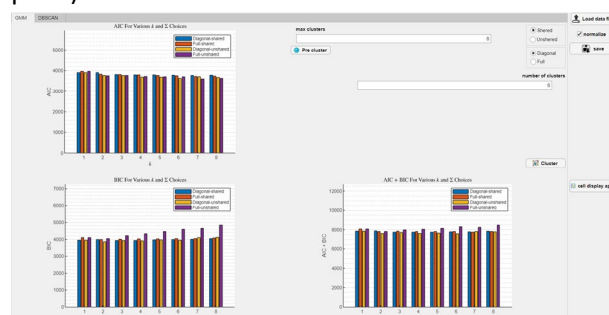 GMM DBSCAN
AIC For Various k and Σ Choices
Diagonal-shared
Full-shared
Diagonal-unshared
Full-unshared
5000
4000
3000
2000
1000
0
AIC
1 2 3 4 5 6 7 8
k
max clusters
8
Pre cluster
Shered
Unshered
Diagonal
Full
number of clusters
6
Cluster
Load data fi
normalize
save
cell display ap
BIC For Various k and Σ Choices
Diagonal-shared
Full-shared
Diagonal-unshared
Full-unshared
7000
6000
5000
4000
3000
2000
1000
0
BIC
1 2 3 4 5 6 7 8
AIC + BIC For Various k and Σ Choices
Diagonal-shared
Full-shared
Diagonal-unshared
Full-unshared
12000
10000
8000
6000
4000
2000
0
AIC + BIC
1 2 3 4 5 6 7 8